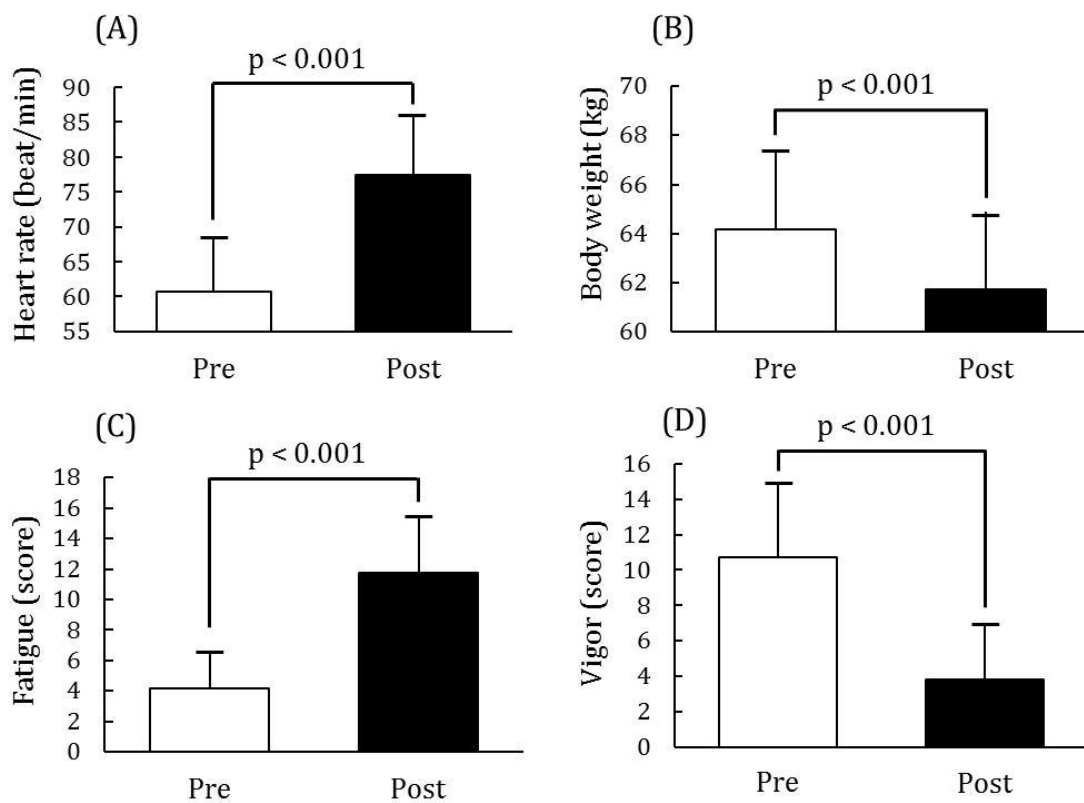 (A)
p < 0.001
Heart rate (beat/min)
90
85
80
75
70
65
60
55
Pre Post
(B)
p < 0.001
Body weight (kg)
70
68
66
64
62
60
Pre Post
(C)
p < 0.001
Fatigue (score)
18
16
14
12
10
8
6
4
2
0
Pre Post
(D)
p < 0.001
Vigor (score)
16
14
12
10
8
6
4
2
0
Pre Post